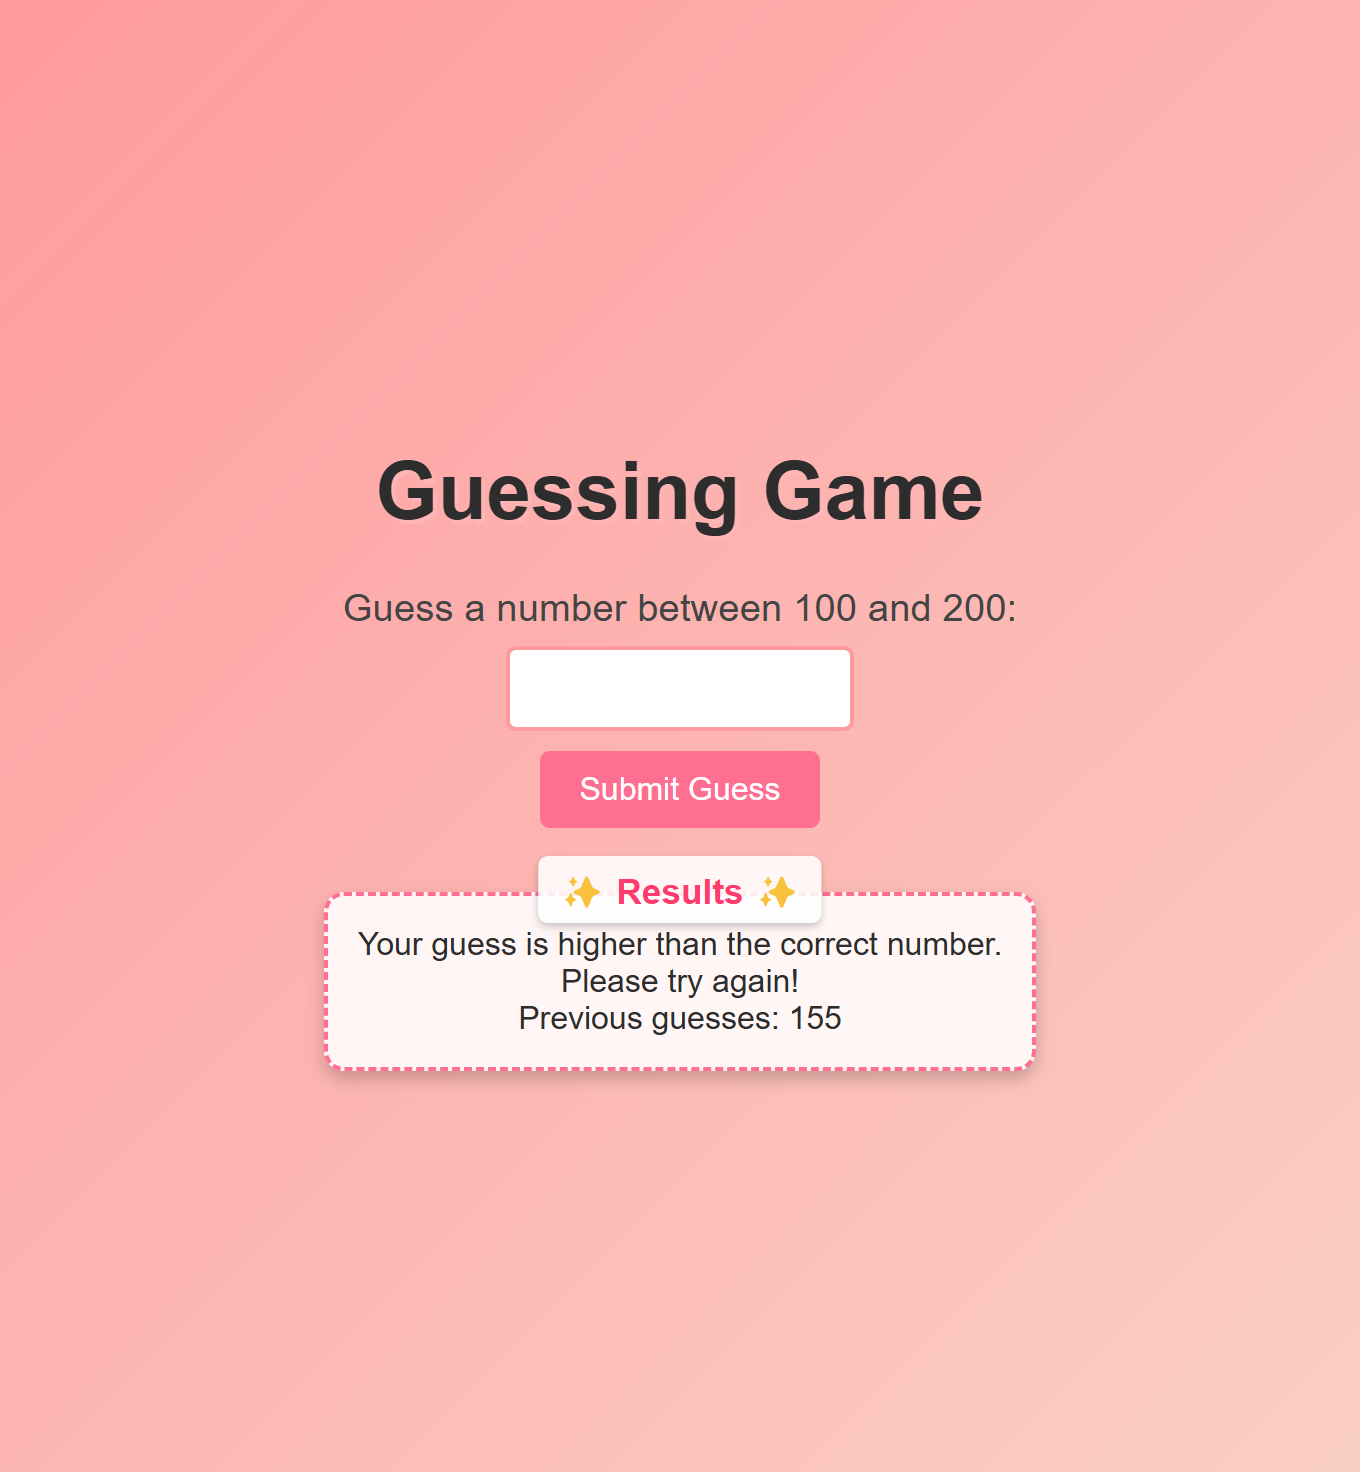 Guessing Game
Guess a number between 100 and 200:
Submit Guess
✨ Results ✨
Your guess is higher than the correct number.
Please try again!
Previous guesses: 155